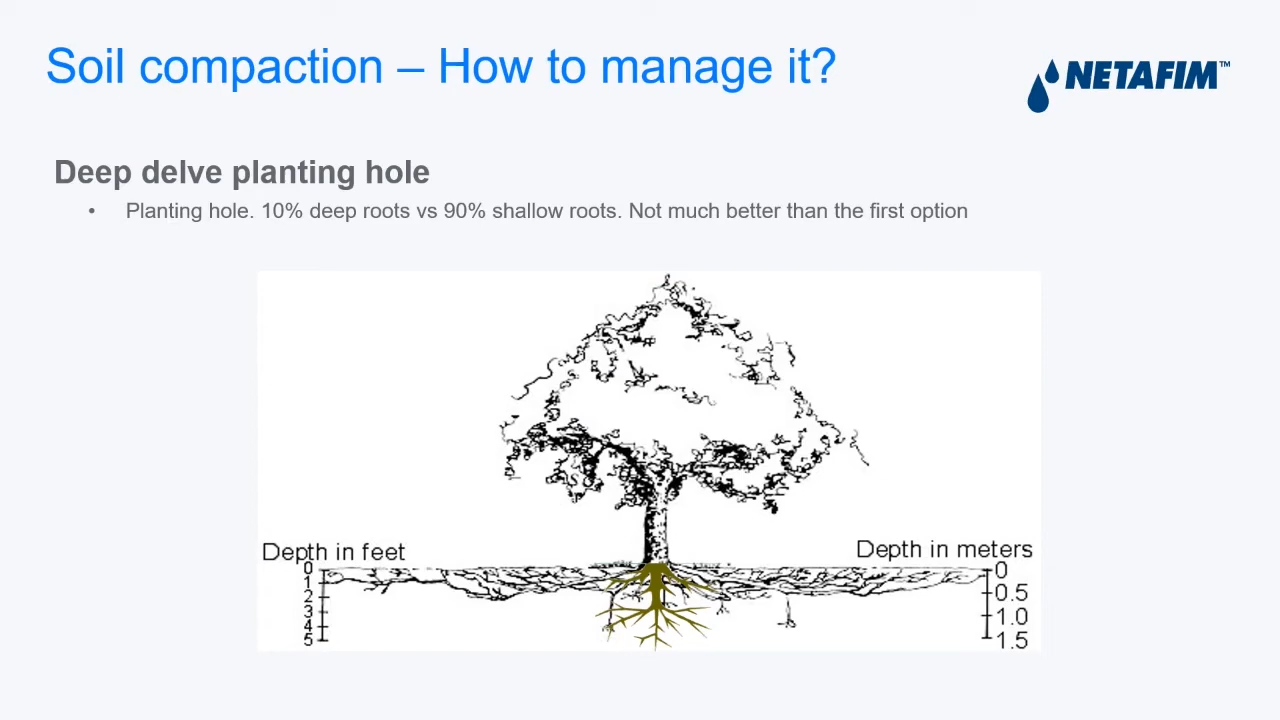 Soil compaction – How to manage it?
NETAFIM™
Deep delve planting hole
• Planting hole. 10% deep roots vs 90% shallow roots. Not much better than the first option
Depth in feet
Depth in meters
0
1
2
3
4
5
0
0.5
1.0
1.5